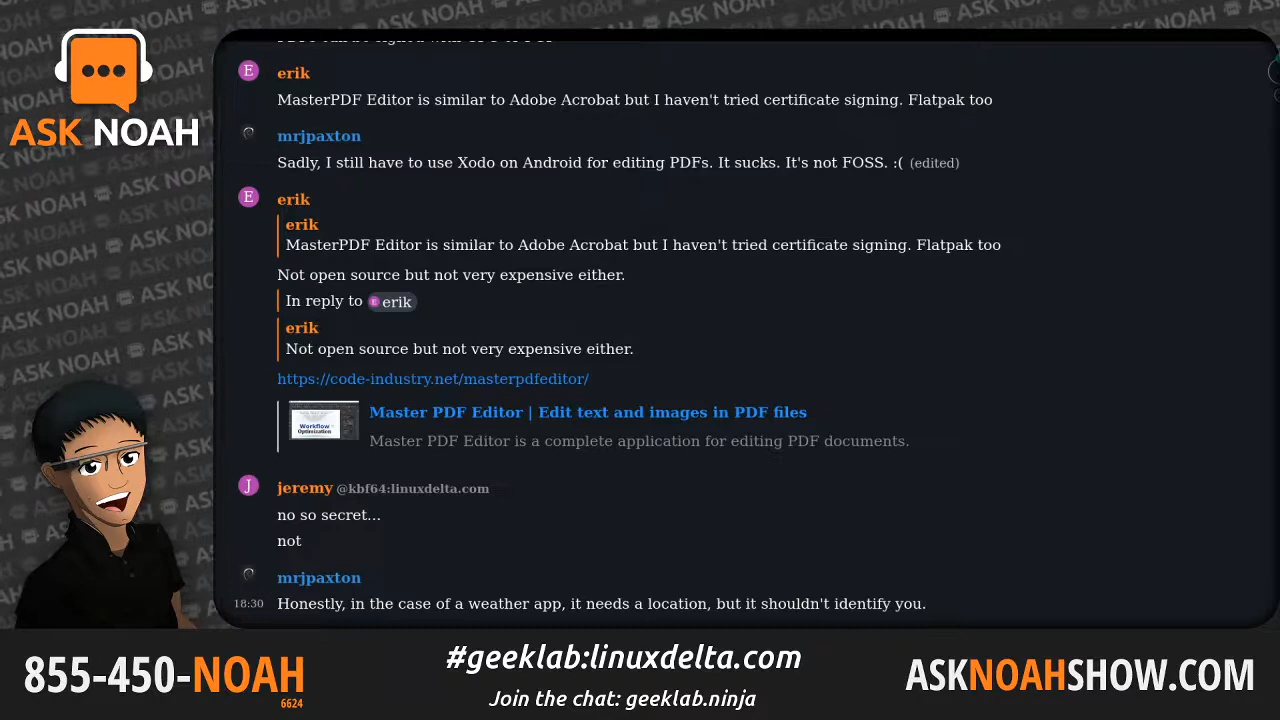 ASK NOAH
E
erik
MasterPDF Editor is similar to Adobe Acrobat but I haven't tried certificate signing. Flatpak too
mrjpaxton
Sadly, I still have to use Xodo on Android for editing PDFs. It sucks. It's not FOSS. :( (edited)
E
erik
erik
MasterPDF Editor is similar to Adobe Acrobat but I haven't tried certificate signing. Flatpak too
Not open source but not very expensive either.
In reply to E erik
erik
Not open source but not very expensive either.
https://code-industry.net/masterpdfeditor/
Workflow Optimization
Master PDF Editor | Edit text and images in PDF files
Master PDF Editor is a complete application for editing PDF documents.
J
jeremy @kbf64:linuxdelta.com
no so secret...
not
mrjpaxton
18:30 Honestly, in the case of a weather app, it needs a location, but it shouldn't identify you.
855-450-NOAH
6624
#geeklab:linuxdelta.com
Join the chat: geeklab.ninja
ASKNOAHSHOW.COM